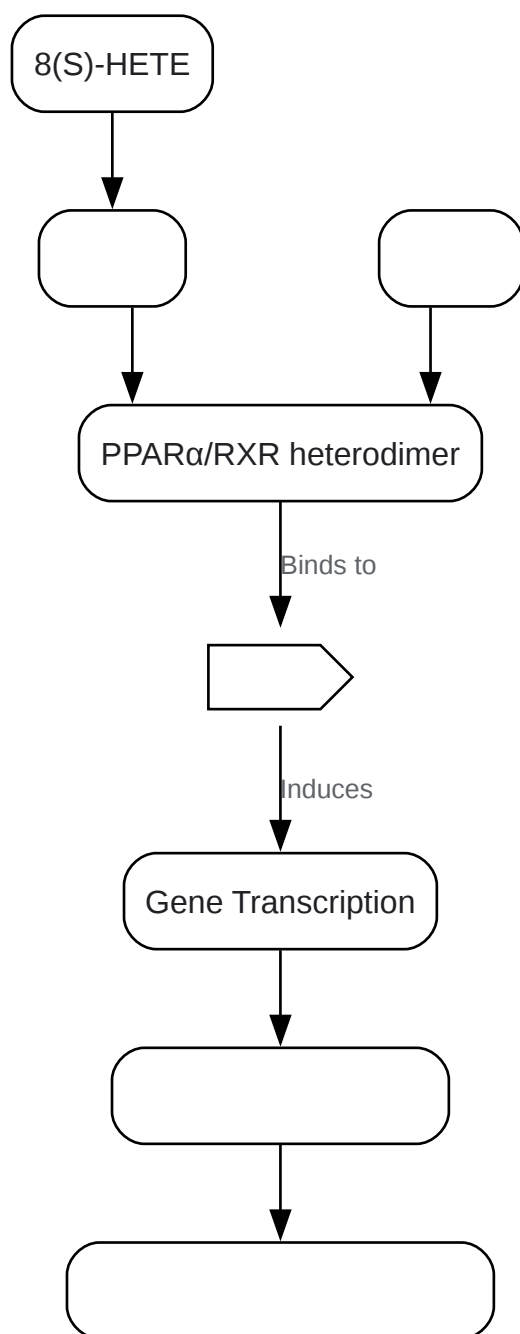 8(S)-HETE
PPARα/RXR heterodimer
Binds to
Induces
Gene Transcription